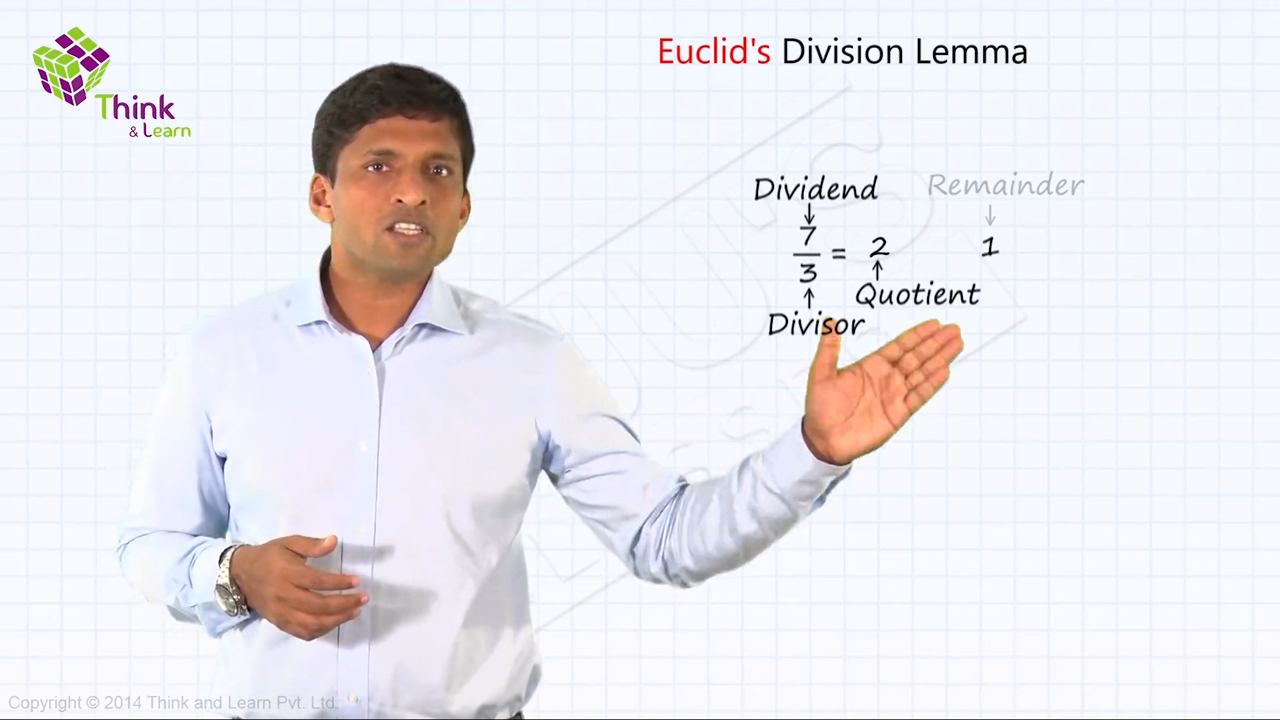 Think
& Learn
Euclid's Division Lemma
Dividend
Remainder
7
3
= 2
1
Quotient
Divisor
Copyright © 2014 Think and Learn Pvt. Ltd.